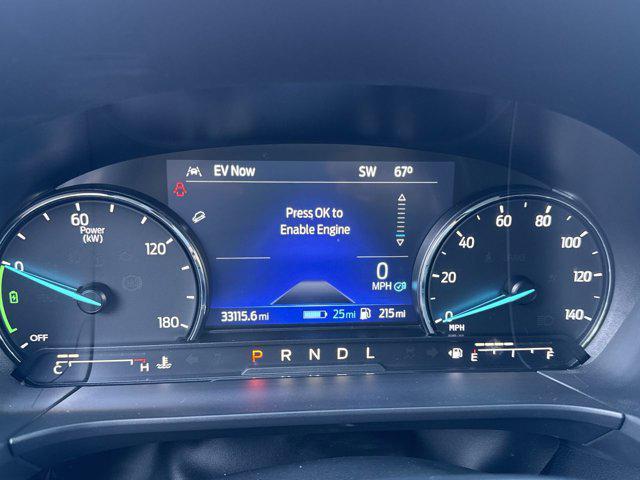 EV Now SW 67°
Press OK to
Enable Engine
60
Power
(kW)
0 120
OFF 180
0
MPH
33115.6 mi 25 mi 215 mi
60 80
40 100
20 120
0 140
MPH
C H
P R N D L
E F